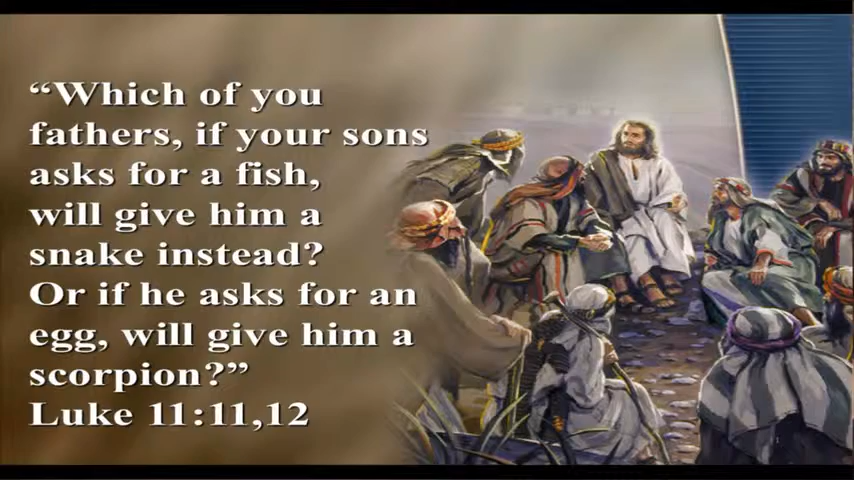 “Which of you
fathers, if your sons
asks for a fish,
will give him a
snake instead?
Or if he asks for an
egg, will give him a
scorpion?”
Luke 11:11,12
1